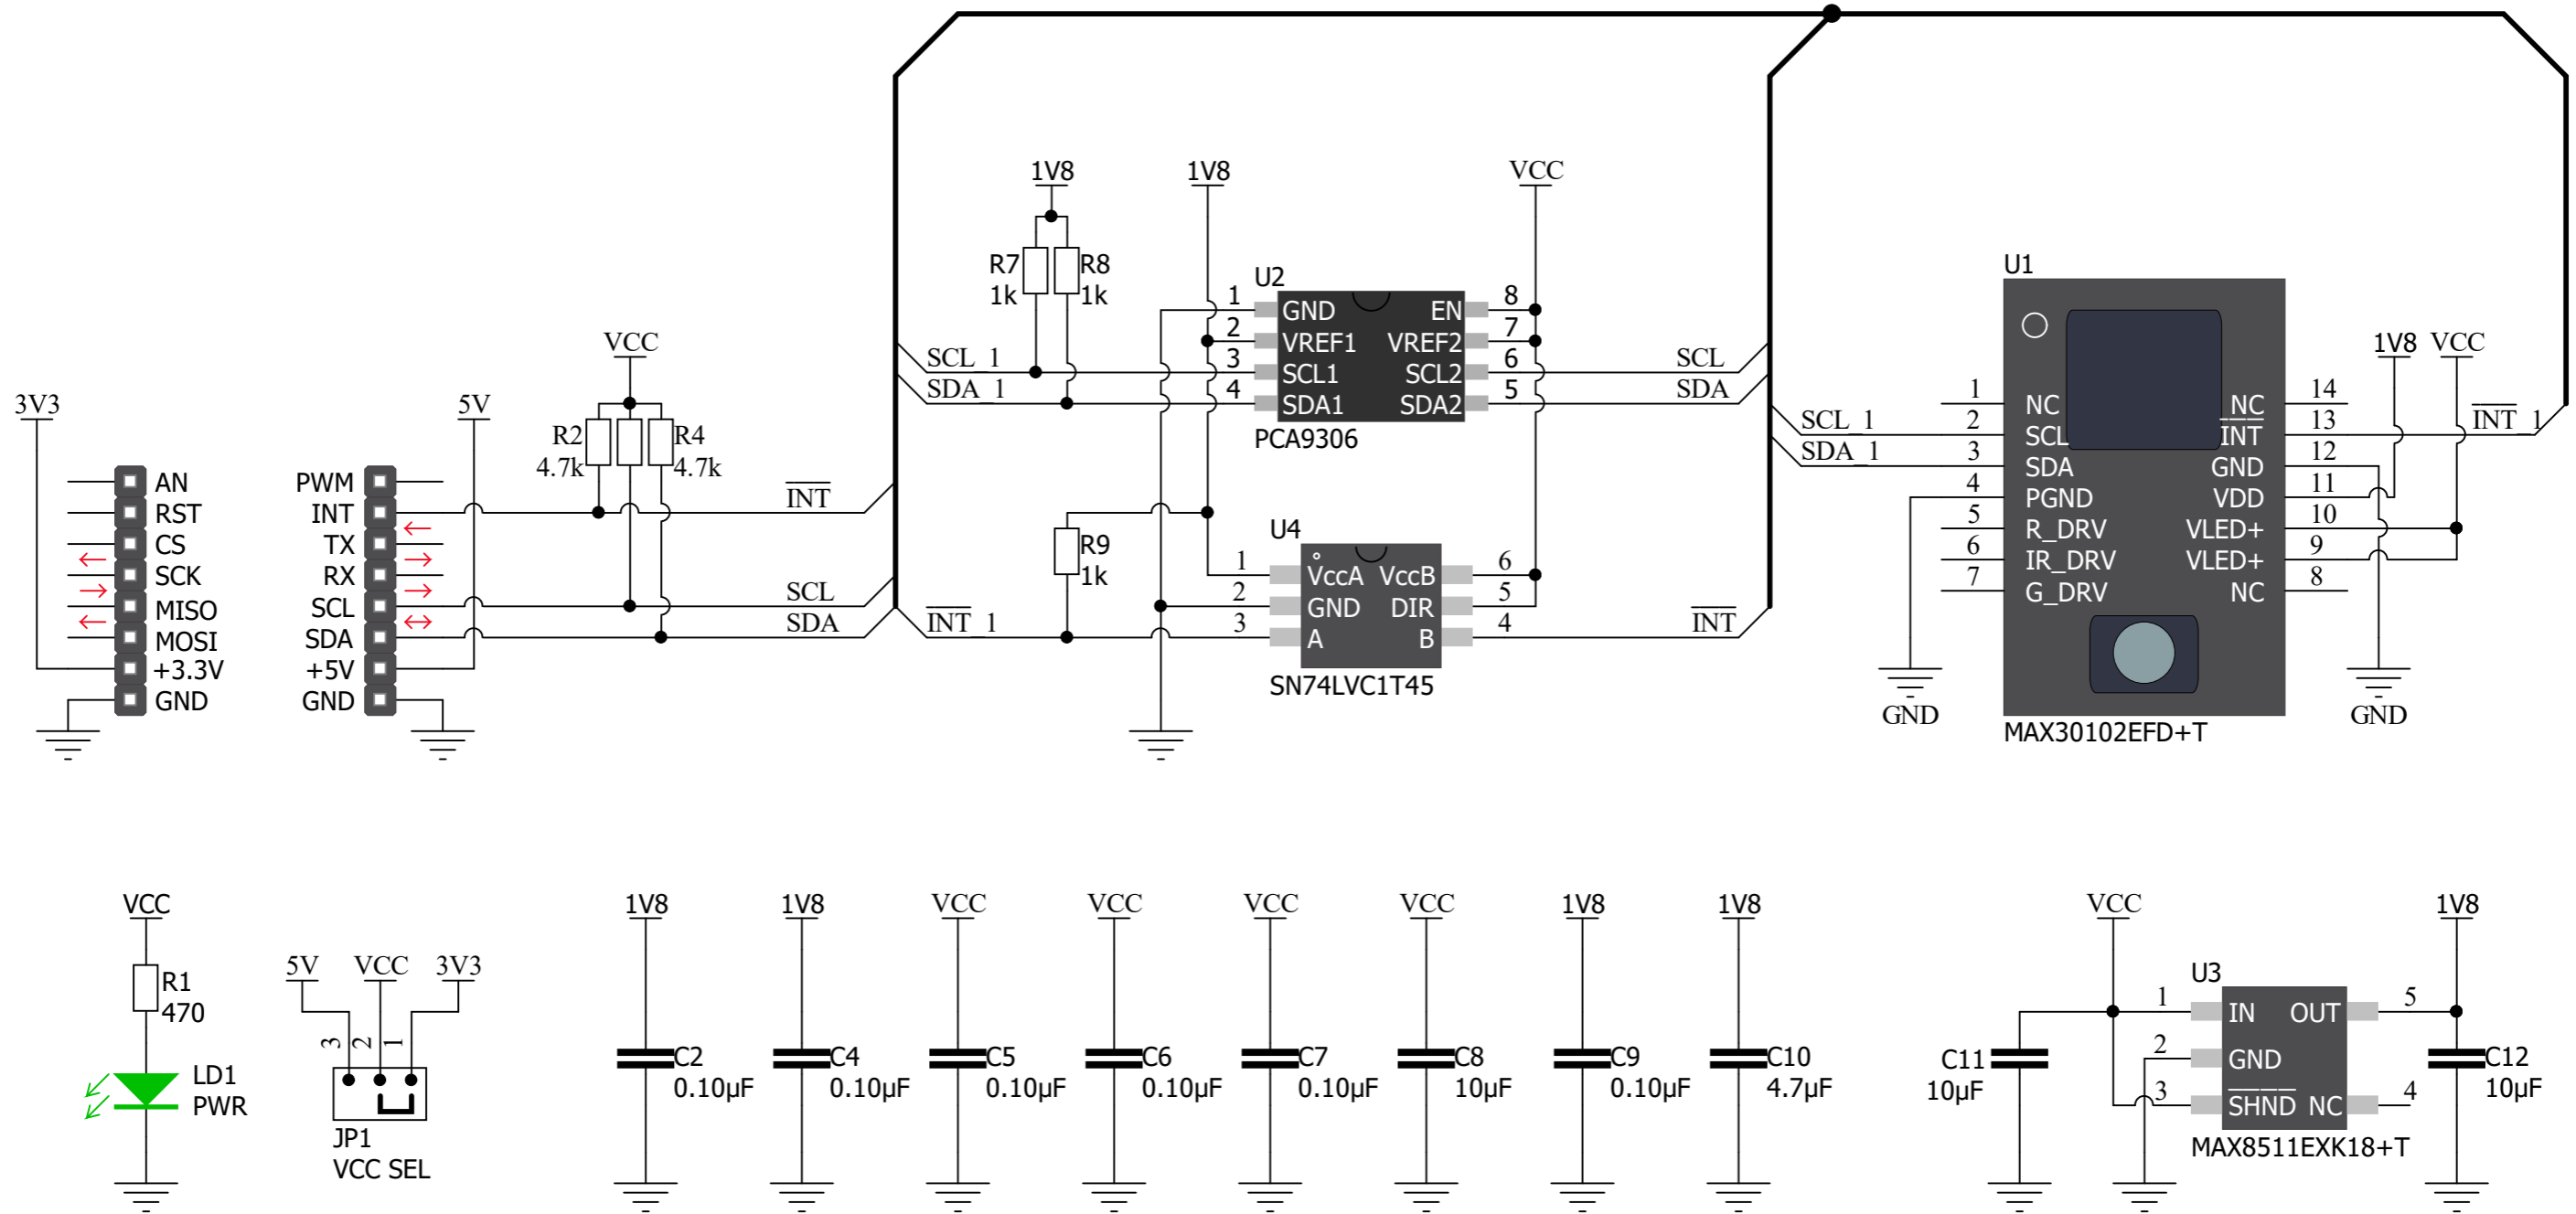 3V3
AN
RST
CS
SCK
MISO
MOSI
+3.3V
GND
PWM
INT
TX
RX
SCL
SDA
+5V
GND
5V
VCC
R2
4.7k
R4
4.7k
INT
SCL
SDA
1V8
R7
1k
R8
1k
SCL_1
SDA_1
1V8
VCC
U2
1 GND EN 8
2 VREF1 VREF2 7
3 SCL1 SCL2 6
4 SDA1 SDA2 5
PCA9306
SCL
SDA
R9
1k
INT_1
U4
1 VccA VccB 6
2 GND DIR 5
3 A B 4
SN74LVC1T45
INT
SCL_1
SDA_1
U1
1 NC NC 14
2 SCL INT 13
3 SDA GND 12
4 PGND VDD 11
5 R_DRV VLED+ 10
6 IR_DRV VLED+ 9
7 G_DRV NC 8
MAX30102EFD+T
1V8
VCC
INT_1
GND
GND
VCC
R1
470
LD1
PWR
5V
VCC
3V3
3
2
1
JP1
VCC SEL
1V8
C2
0.10µF
1V8
C4
0.10µF
VCC
C5
0.10µF
VCC
C6
0.10µF
VCC
C7
0.10µF
VCC
C8
10µF
1V8
C9
0.10µF
1V8
C10
4.7µF
VCC
C11
10µF
U3
1 IN OUT 5
2 GND
3 SHND NC 4
MAX8511EXK18+T
1V8
C12
10µF